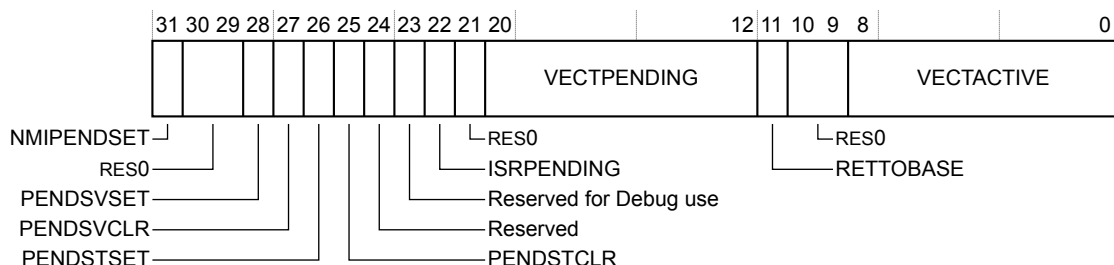 31 30 29 28 27 26 25 24 23 22 21 20 12 11 10 9 8 0
VECTPENDING VECTACTIVE
NMIPENDSET RES0 RES0
RES0 ISRPENDING RETTOBASE
PENDSVSET Reserved for Debug use
PENDSVCLR Reserved
PENDSTSET PENDSTCLR